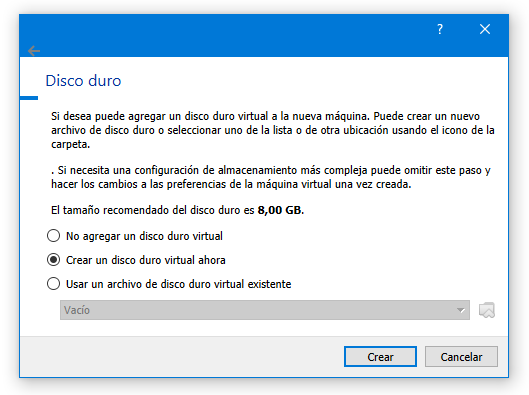 ?
Disco duro
Si desea puede agregar un disco duro virtual a la nueva máquina. Puede crear un nuevo
archivo de disco duro o seleccionar uno de la lista o de otra ubicación usando el icono de la
carpeta.
. Si necesita una configuración de almacenamiento más compleja puede omitir este paso y
hacer los cambios a las preferencias de la máquina virtual una vez creada.
El tamaño recomendado del disco duro es 8,00 GB.
No agregar un disco duro virtual
Crear un disco duro virtual ahora
Usar un archivo de disco duro virtual existente
Vacío
Crear
Cancelar